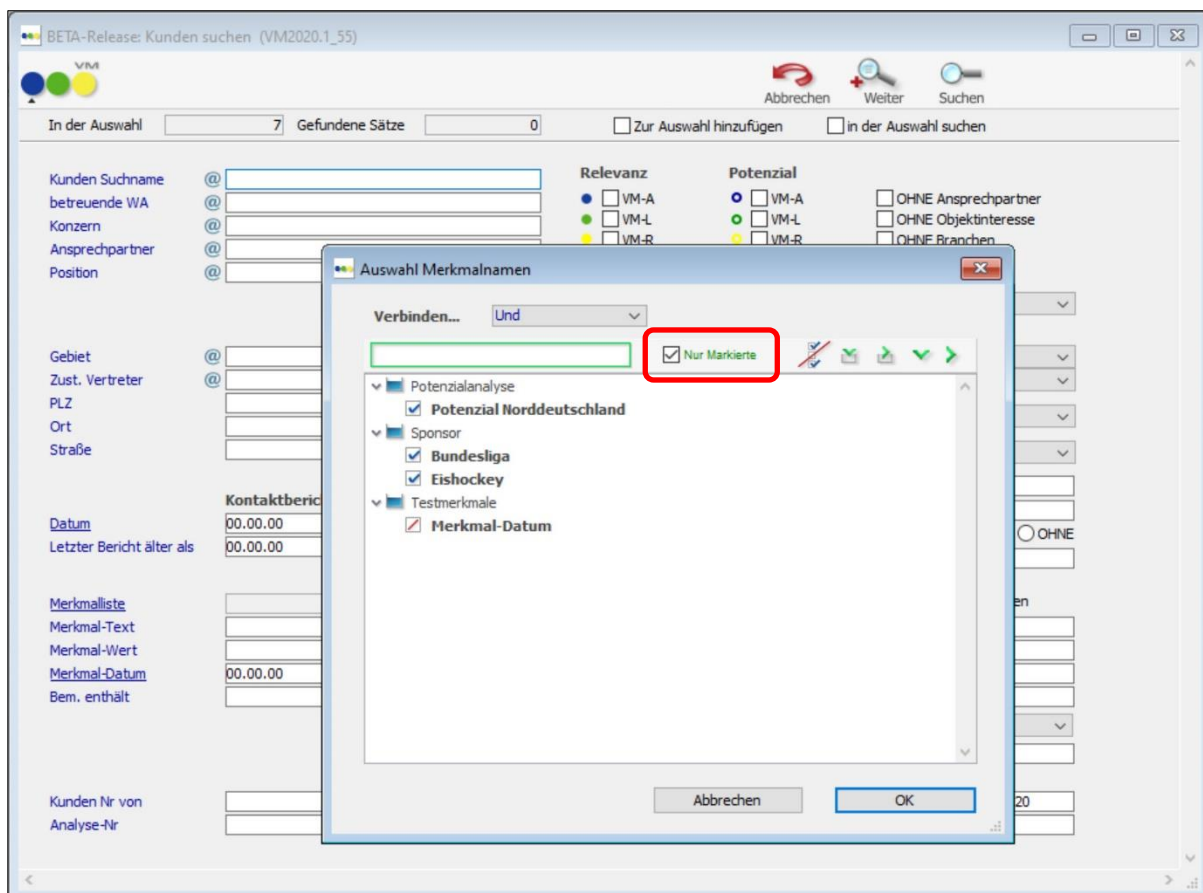 BETA-Release: Kunden suchen (VM2020.1_55)
VM
Abbrechen Weiter Suchen
In der Auswahl 7 Gefundene Sätze 0 Zur Auswahl hinzufügen in der Auswahl suchen
Relevanz Potenzial
Kunden Suchname @ VM-A VM-A OHNE Ansprechpartner
betreuende WA @ VM-L VM-L OHNE Objektinteresse
Konzern @ VM-R VM-R OHNE Branchen
Ansprechpartner @
Position @
Gebiet @
Zust. Vertreter @
PLZ
Ort
Straße
Kontaktberic
Datum 00.00.00
Letzter Bericht älter als 00.00.00
OHNE
Merkmalliste en
Merkmal-Text
Merkmal-Wert
Merkmal-Datum 00.00.00
Bem. enthält
Kunden Nr von 20
Analyse-Nr
Auswahl Merkmalnamen
Verbinden... Und
Nur Markierte
Potenzialanalyse
Potenzial Norddeutschland
Sponsor
Bundesliga
Eishockey
Testmerkmale
Merkmal-Datum
Abbrechen OK